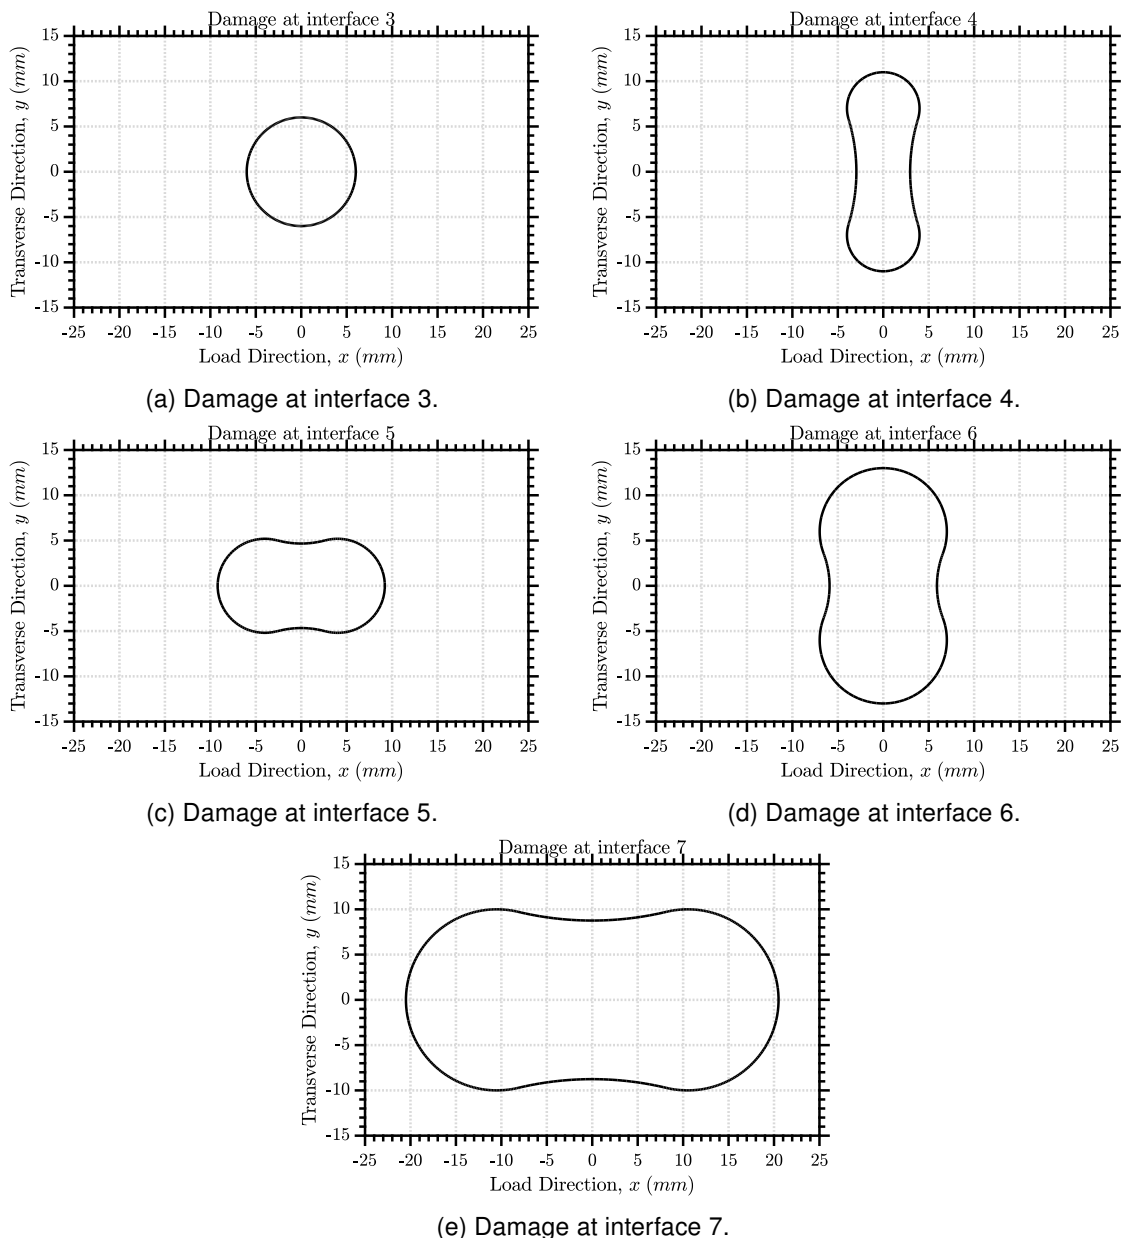 Damage at interface 3
15
10
5
0
-5
-10
-15
Transverse Direction, y (mm)
-25 -20 -15 -10 -5 0 5 10 15 20 25
Load Direction, x (mm)
(a) Damage at interface 3.
Damage at interface 4
15
10
5
0
-5
-10
-15
Transverse Direction, y (mm)
-25 -20 -15 -10 -5 0 5 10 15 20 25
Load Direction, x (mm)
(b) Damage at interface 4.
Damage at interface 5
15
10
5
0
-5
-10
-15
Transverse Direction, y (mm)
-25 -20 -15 -10 -5 0 5 10 15 20 25
Load Direction, x (mm)
(c) Damage at interface 5.
Damage at interface 6
15
10
5
0
-5
-10
-15
Transverse Direction, y (mm)
-25 -20 -15 -10 -5 0 5 10 15 20 25
Load Direction, x (mm)
(d) Damage at interface 6.
Damage at interface 7
15
10
5
0
-5
-10
-15
Transverse Direction, y (mm)
-25 -20 -15 -10 -5 0 5 10 15 20 25
Load Direction, x (mm)
(e) Damage at interface 7.